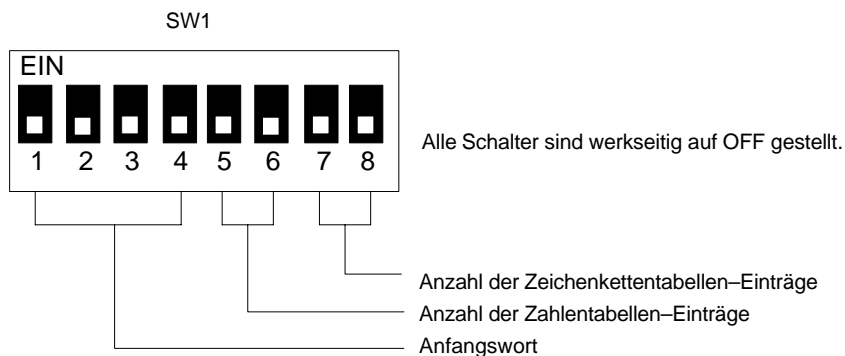 SW1
EIN
1 2 3 4 5 6 7 8
Alle Schalter sind werkseitig auf OFF gestellt.
Anzahl der Zeichenkettentabellen–Einträge
Anzahl der Zahlentabellen–Einträge
Anfangswort